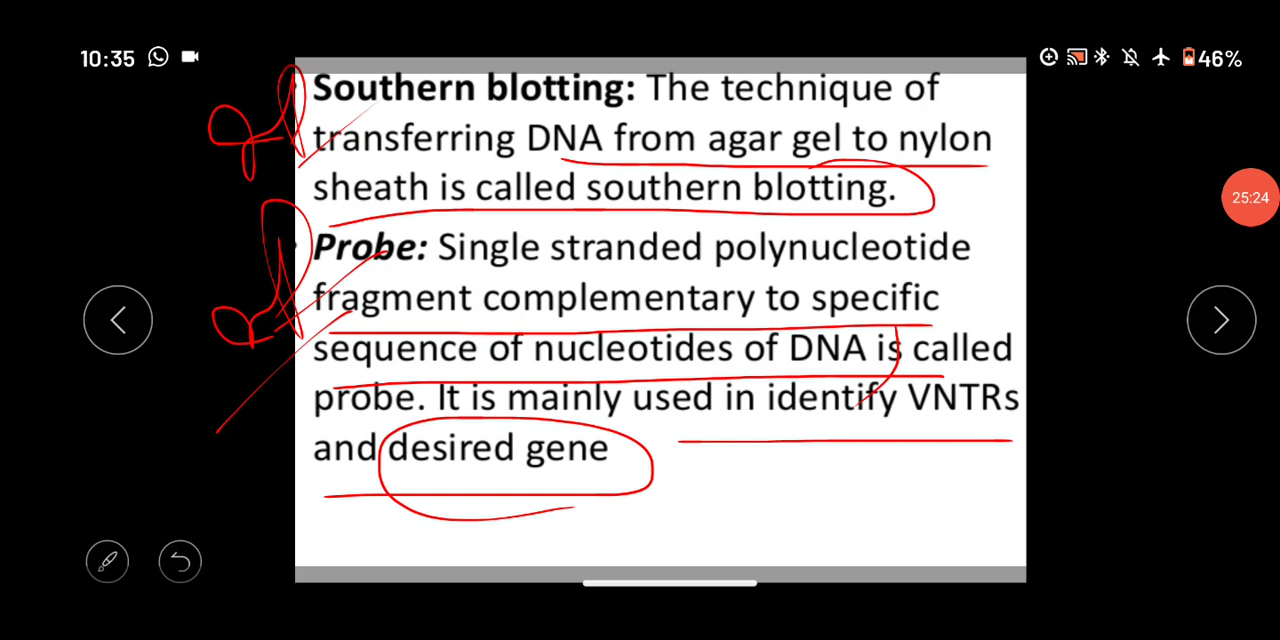 10:35
46%
Southern blotting: The technique of
transferring DNA from agar gel to nylon
sheath is called southern blotting.
25:24
Probe: Single stranded polynucleotide
fragment complementary to specific
sequence of nucleotides of DNA is called
probe. It is mainly used in identify VNTRs
and desired gene